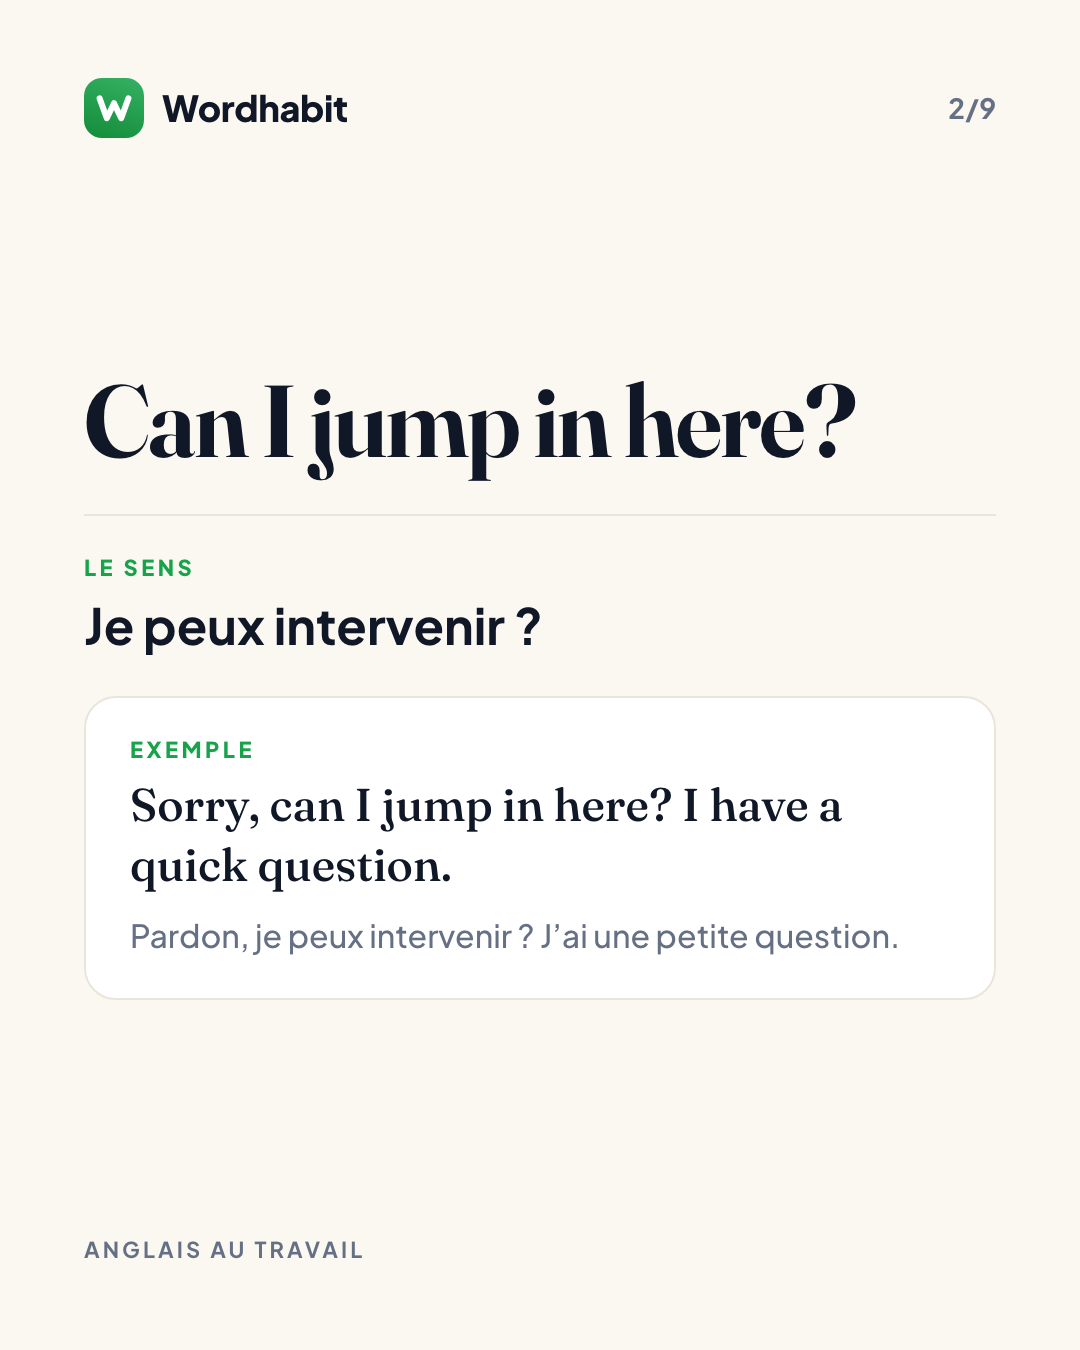 Wordhabit
2/9
Can I jump in here?
LE SENS
Je peux intervenir ?
EXEMPLE
Sorry, can I jump in here? I have a
quick question.
Pardon, je peux intervenir ? J’ai une petite question.
ANGLAIS AU TRAVAIL